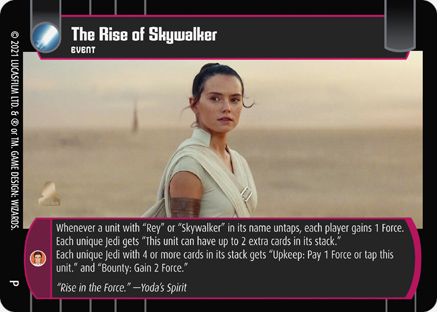 The Rise of Skywalker
EVENT
© 2021 LUCASFILM LTD. & ® or TM. GAME DESIGN: WIZARDS.
P
Whenever a unit with “Rey” or “Skywalker” in its name untaps, each player gains 1 Force.
Each unique Jedi gets “This unit can have up to 2 extra cards in its stack.”
Each unique Jedi with 4 or more cards in its stack gets “Upkeep: Pay 1 Force or tap this
unit.” and “Bounty: Gain 2 Force.”
“Rise in the Force.” —Yoda’s Spirit